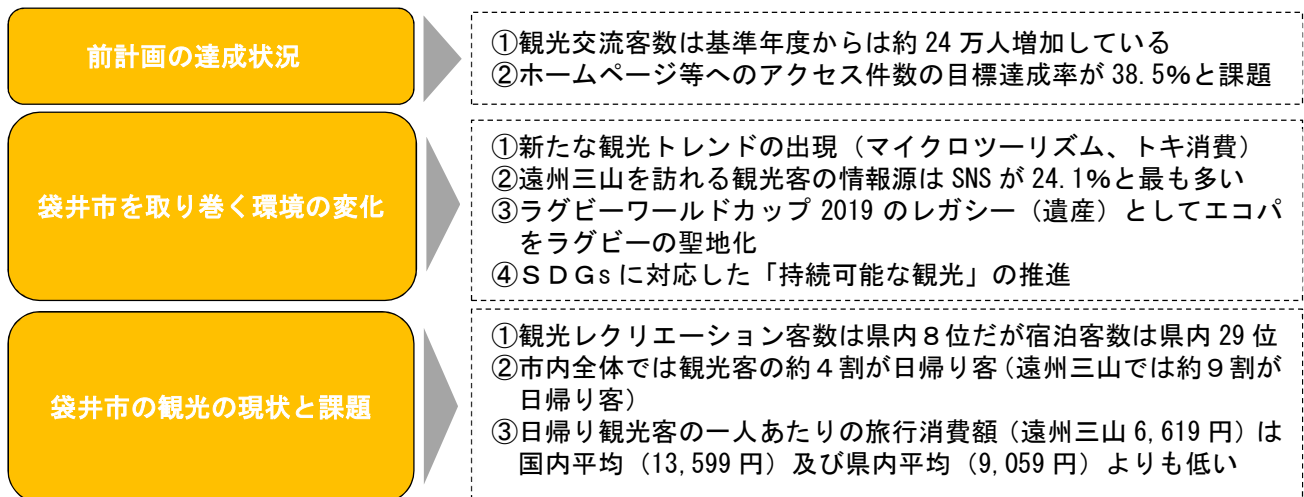 前計画の達成状況
①観光交流客数は基準年度からは約 24 万人増加している
②ホームページ等へのアクセス件数の目標達成率が 38.5%と課題
袋井市を取り巻く環境の変化
①新たな観光トレンドの出現（マイクロツーリズム、トキ消費）
②遠州三山を訪れる観光客の情報源は SNS が 24.1%と最も多い
③ラグビーワールドカップ 2019 のレガシー（遺産）としてエコパ
をラグビーの聖地化
④ＳＤＧs に対応した「持続可能な観光」の推進
袋井市の観光の現状と課題
①観光レクリエーション客数は県内８位だが宿泊客数は県内 29 位
②市内全体では観光客の約４割が日帰り客（遠州三山では約９割が
日帰り客）
③日帰り観光客の一人あたりの旅行消費額（遠州三山 6,619 円）は
国内平均（13,599 円）及び県内平均（9,059 円）よりも低い